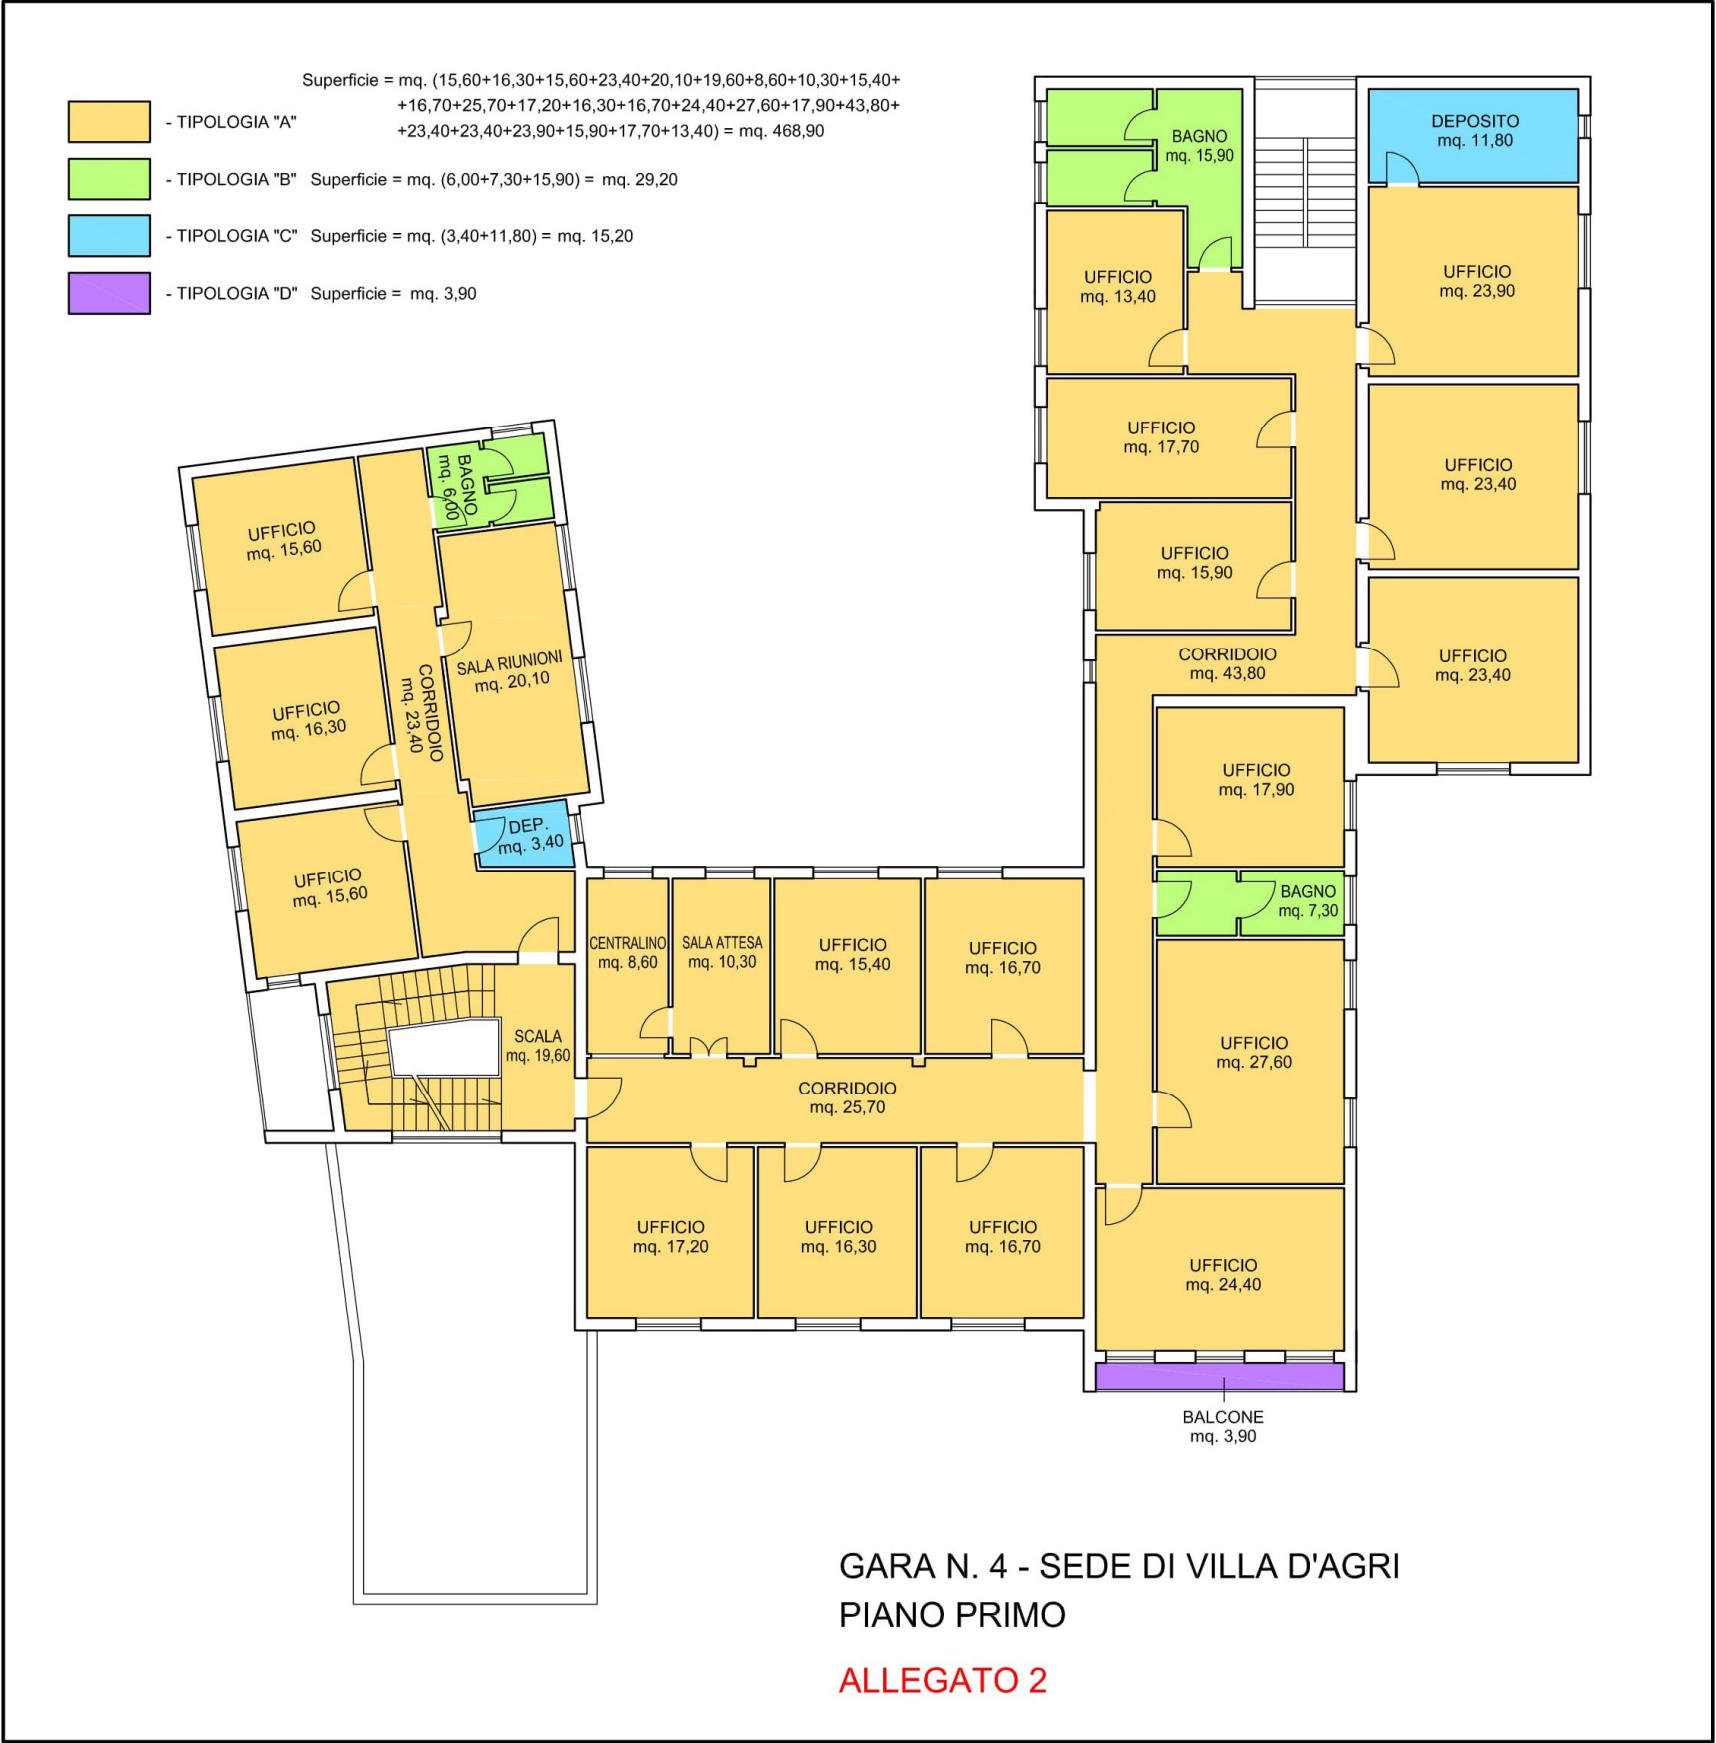 Superficie = mq. (15,60+16,30+15,60+23,40+20,10+19,60+8,60+10,30+15,40+
+16,70+25,70+17,20+16,30+16,70+24,40+27,60+17,90+43,80+
+23,40+23,40+23,90+15,90+17,70+13,40) = mq. 468,90
- TIPOLOGIA "A"
- TIPOLOGIA "B" Superficie = mq. (6,00+7,30+15,90) = mq. 29,20
- TIPOLOGIA "C" Superficie = mq. (3,40+11,80) = mq. 15,20
- TIPOLOGIA "D" Superficie = mq. 3,90
BAGNO
mq. 15,90
DEPOSITO
mq. 11,80
UFFICIO
mq. 13,40
UFFICIO
mq. 23,90
UFFICIO
mq. 17,70
UFFICIO
mq. 23,40
UFFICIO
mq. 15,90
CORRIDOIO
mq. 43,80
UFFICIO
mq. 23,40
UFFICIO
mq. 17,90
BAGNO
mq. 7,30
UFFICIO
mq. 27,60
UFFICIO
mq. 24,40
BALCONE
mq. 3,90
UFFICIO
mq. 15,60
BAGNO
mq. 6,00
UFFICIO
mq. 16,30
CORRIDOIO
mq. 23,40
SALA RIUNIONI
mq. 20,10
UFFICIO
mq. 15,60
DEP.
mq. 3,40
SCALA
mq. 19,60
CENTRALINO
mq. 8,60
SALA ATTESA
mq. 10,30
UFFICIO
mq. 15,40
UFFICIO
mq. 16,70
CORRIDOIO
mq. 25,70
UFFICIO
mq. 17,20
UFFICIO
mq. 16,30
UFFICIO
mq. 16,70
GARA N. 4 - SEDE DI VILLA D'AGRI
PIANO PRIMO
ALLEGATO 2